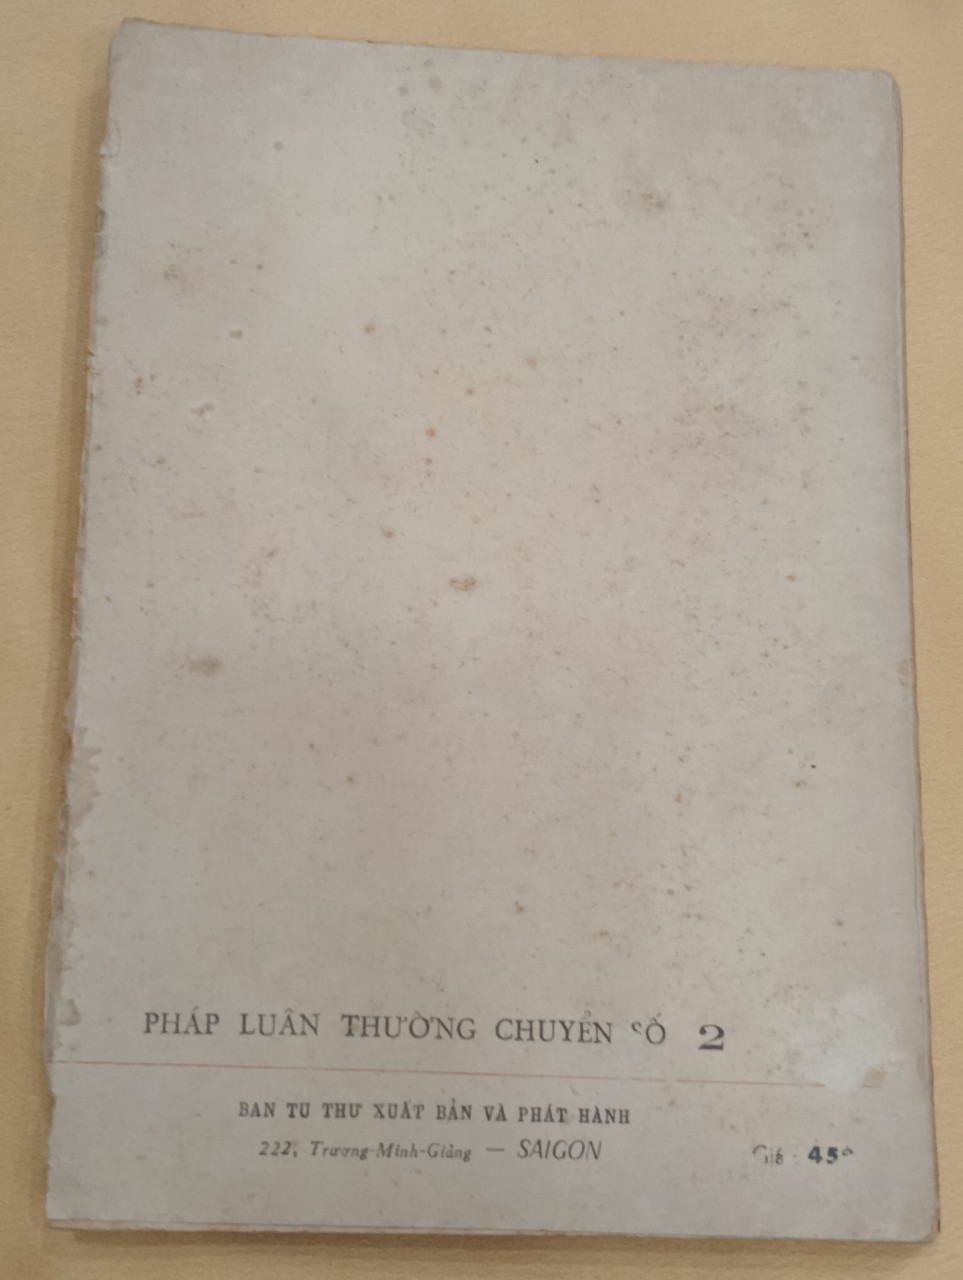 PHÁP LUÂN THƯỜNG CHUYỂN SỐ 2
BAN TU THƯ XUẤT BẢN VÀ PHÁT HÀNH
222, Trương-Minh-Giảng — SAIGON
Giá : 45đ